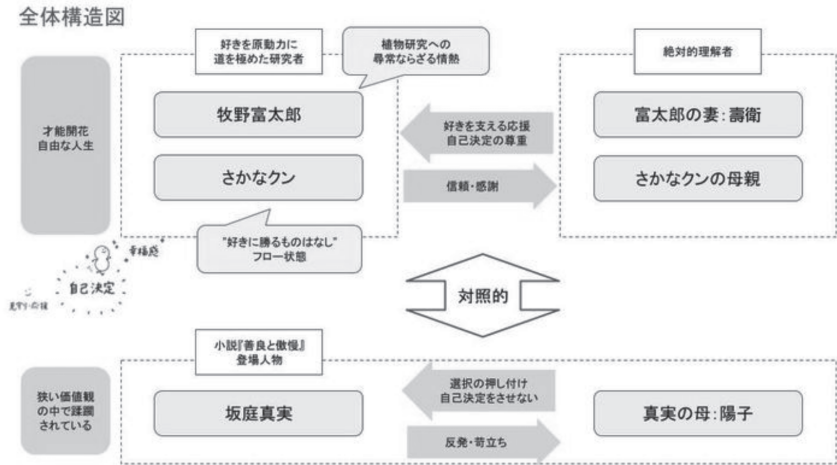 全体構造図
好きを原動力に
道を極めた研究者
植物研究への
尋常ならざる情熱
絶対的理解者
才能開花
自由な人生
牧野富太郎
さかなクン
好きを支える応援
自己決定の尊重
信頼・感謝
富太郎の妻：壽衛
さかなクンの母親
"好きに勝るものはなし"
フロー状態
幸福感
自己決定
見守り・応援
対照的
小説『善良と傲慢』
登場人物
狭い価値観
の中で蹂躙
されている
坂庭真実
選択の押し付け
自己決定をさせない
反発・苛立ち
真実の母：陽子